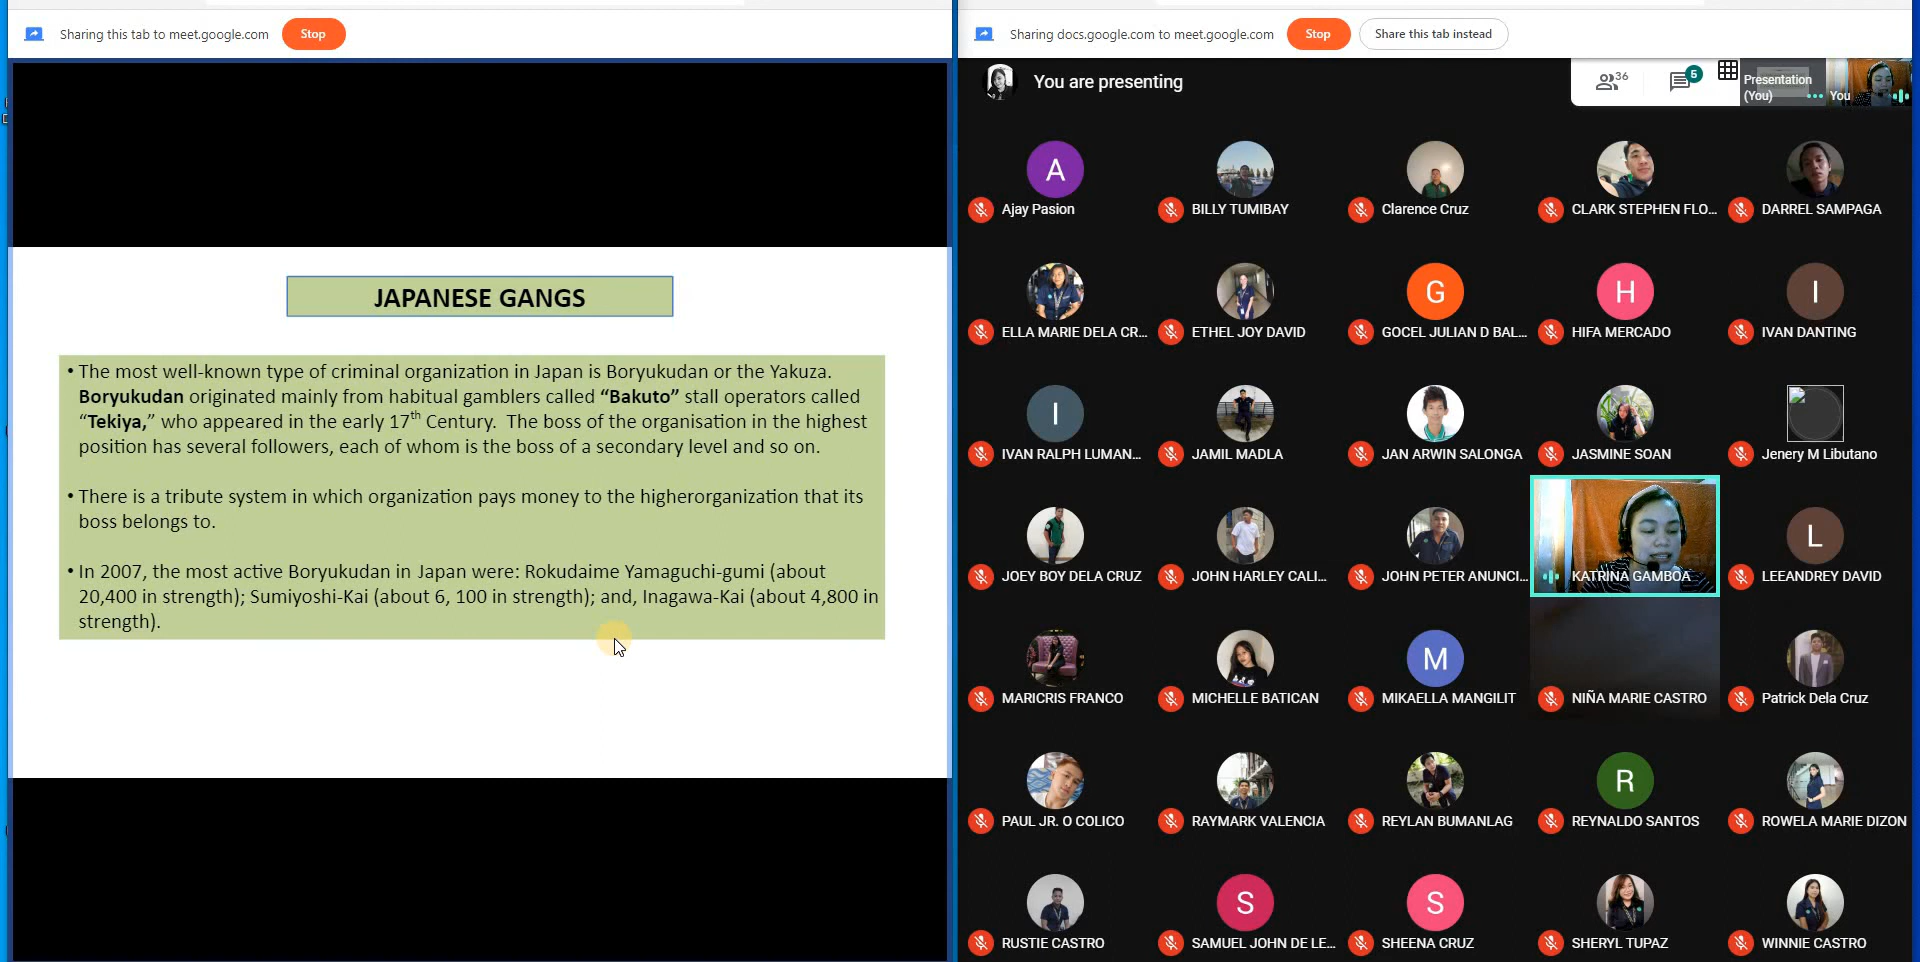 Sharing this tab to meet.google.com Stop
JAPANESE GANGS
• The most well-known type of criminal organization in Japan is Boryukudan or the Yakuza.
Boryukudan originated mainly from habitual gamblers called “Bakuto” stall operators called
“Tekiya,” who appeared in the early 17th Century. The boss of the organisation in the highest
position has several followers, each of whom is the boss of a secondary level and so on.
• There is a tribute system in which organization pays money to the higherorganization that its
boss belongs to.
• In 2007, the most active Boryukudan in Japan were: Rokudaime Yamaguchi-gumi (about
20,400 in strength); Sumiyoshi-Kai (about 6, 100 in strength); and, Inagawa-Kai (about 4,800 in
strength).
Sharing docs.google.com to meet.google.com Stop Share this tab instead
You are presenting
36
5
Presentation
(You)
You
A
Ajay Pasion
BILLY TUMIBAY
Clarence Cruz
CLARK STEPHEN FLO...
DARREL SAMPAGA
G
H
I
ELLA MARIE DELA CR...
ETHEL JOY DAVID
GOCEL JULIAN D BAL...
HIFA MERCADO
IVAN DANTING
I
IVAN RALPH LUMAN...
JAMIL MADLA
JAN ARWIN SALONGA
JASMINE SOAN
Jenery M Libutano
L
JOEY BOY DELA CRUZ
JOHN HARLEY CALI...
JOHN PETER ANUNCI...
KATRINA GAMBOA
LEEANDREY DAVID
M
MARICRIS FRANCO
MICHELLE BATICAN
MIKAELLA MANGILIT
NIÑA MARIE CASTRO
Patrick Dela Cruz
R
PAUL JR. O COLICO
RAYMARK VALENCIA
REYLAN BUMANLAG
REYNALDO SANTOS
ROWELA MARIE DIZON
S
S
RUSTIE CASTRO
SAMUEL JOHN DE LE...
SHEENA CRUZ
SHERYL TUPAZ
WINNIE CASTRO